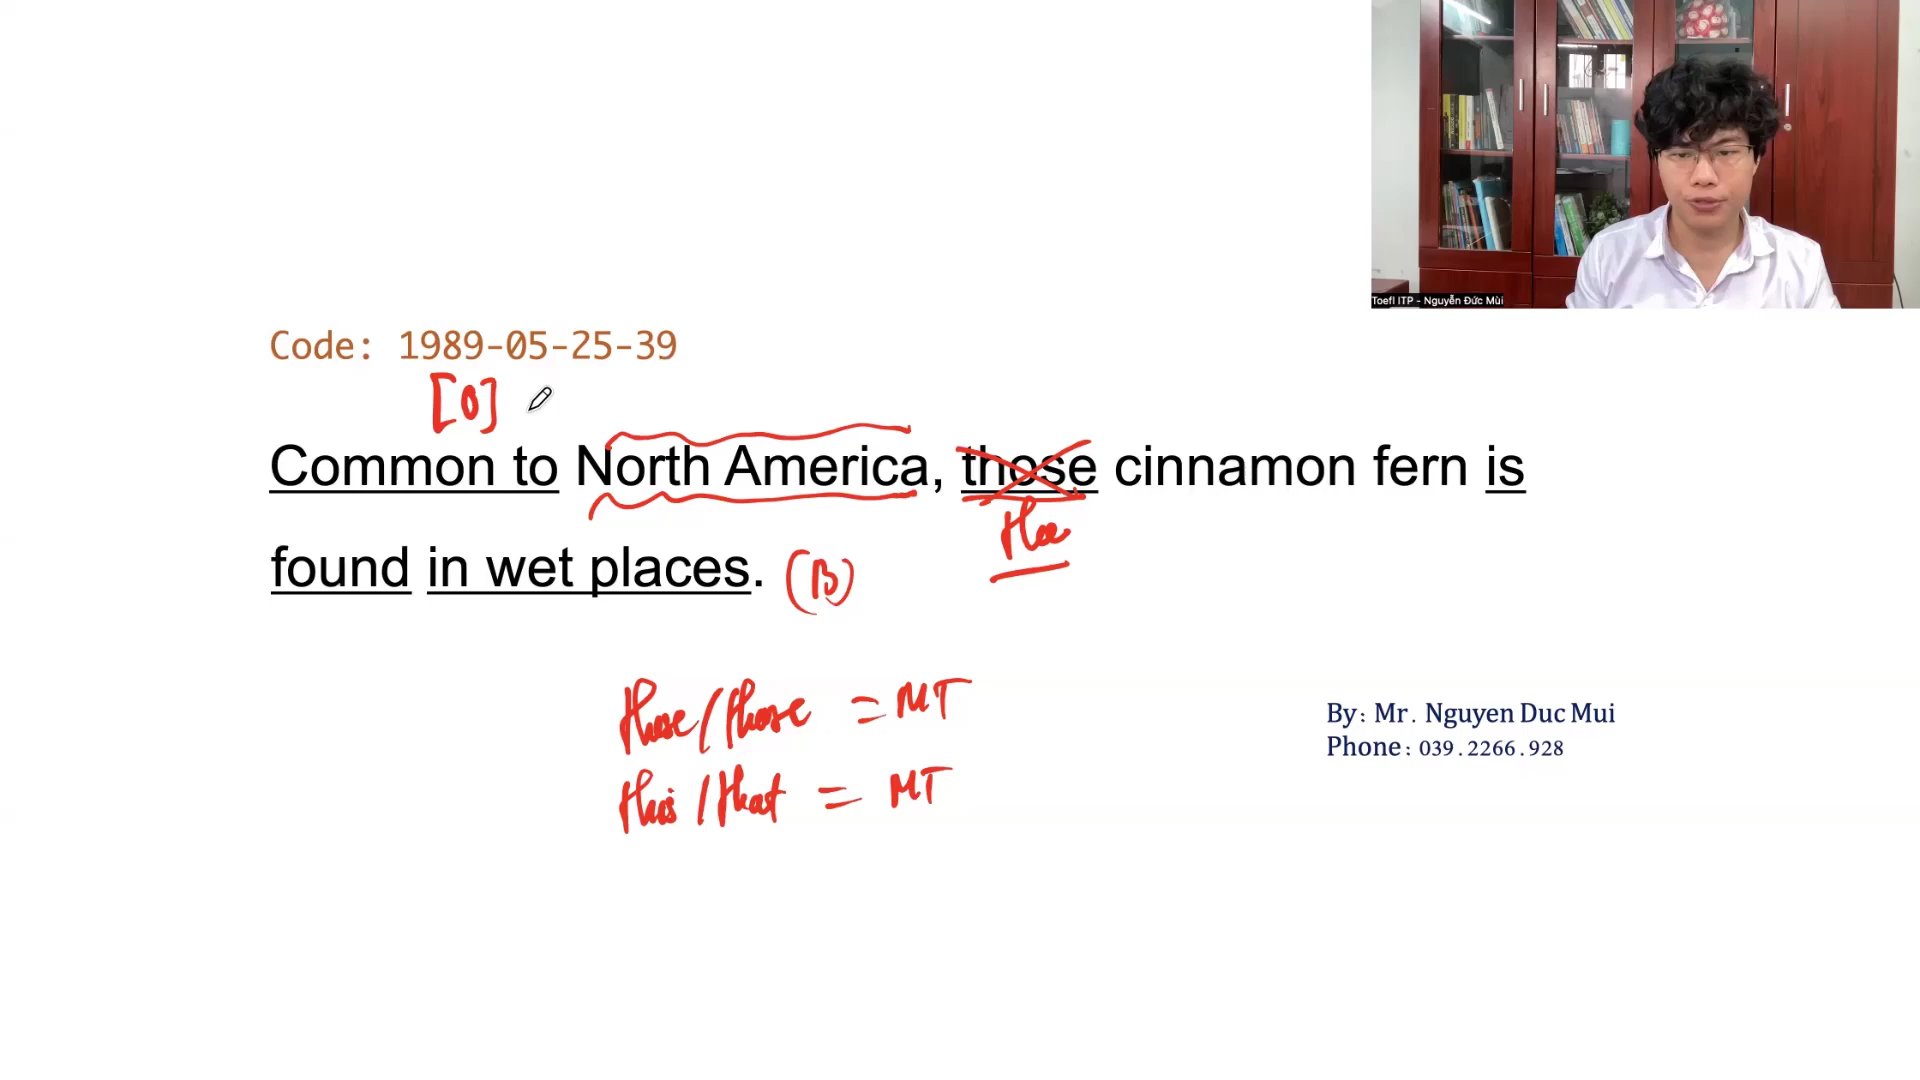 Toefl ITP - Nguyễn Đức Mùi
Code: 1989-05-25-39
[0]
Common to North America, those cinnamon fern is
the
found in wet places. (B)
these/those = MT
this/that = MT
By: Mr. Nguyen Duc Mui
Phone: 039.2266.928